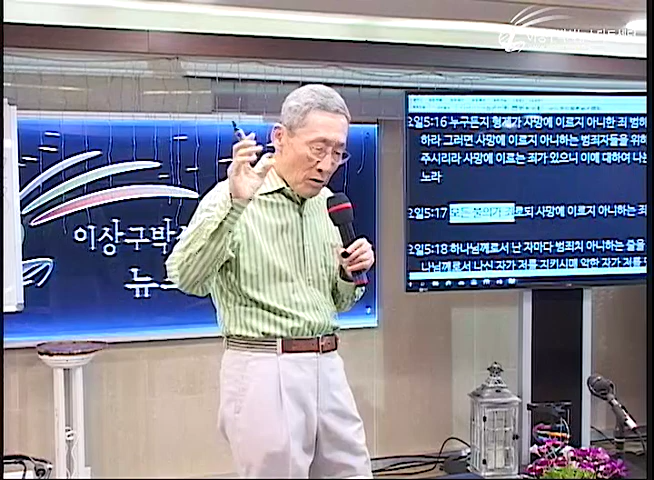 요일5:16 누구든지 형제가 사망에 이르지 아니한 죄 범하
하라 그러면 사망에 이르지 아니하는 범죄자들을 위하
주시리라 사망에 이르는 죄가 있으니 이에 대하여 나는
노라
요일5:17 모든 불의가 죄로되 사망에 이르지 아니하는 죄
요일5:18 하나님께로서 난 자마다 범죄치 아니하는 줄을
나님께로서 나신 자가 저를 지키시매 악한 자가 저를
이상구박사
뉴스